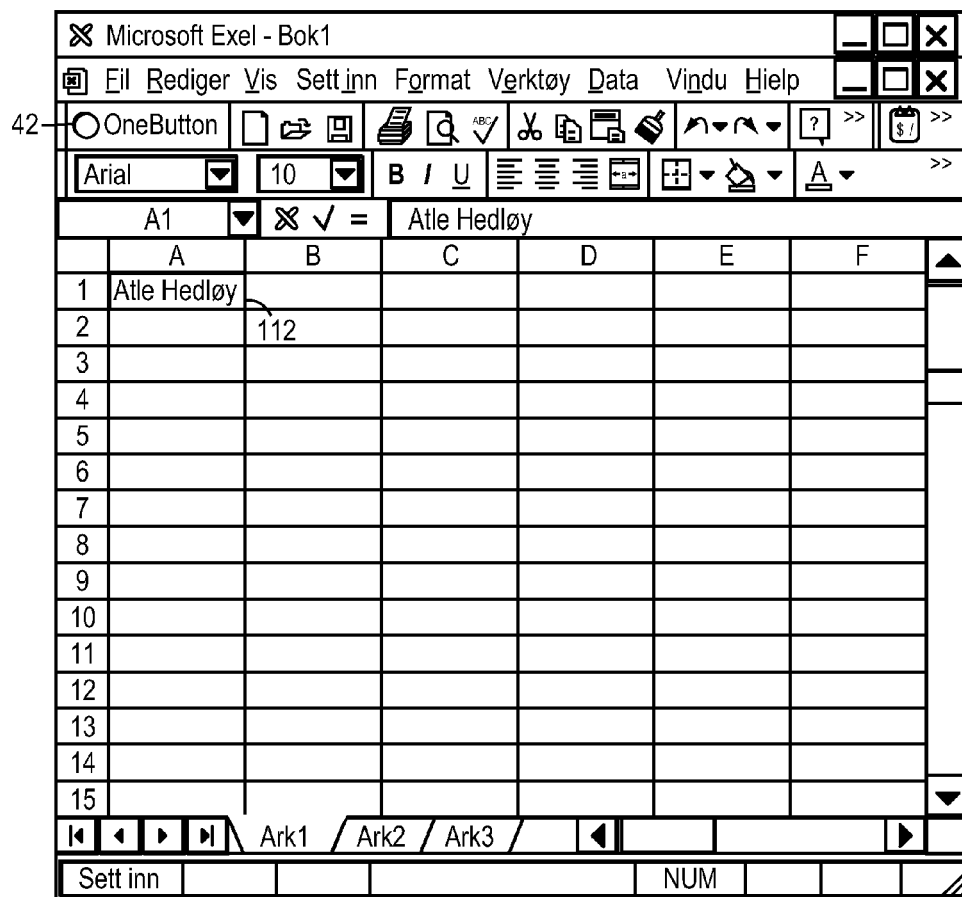 Microsoft Exel - Bok1
Fil Rediger Vis Sett inn Format Verktøy Data Vindu Hielp
42 OneButton ABC ? >> $ / >>
Arial 10 B I U a A >>
A1 = Atle Hedløy
A B C D E F
1 Atle Hedløy
2 112
3
4
5
6
7
8
9
10
11
12
13
14
15
Ark1 Ark2 Ark3
Sett inn NUM